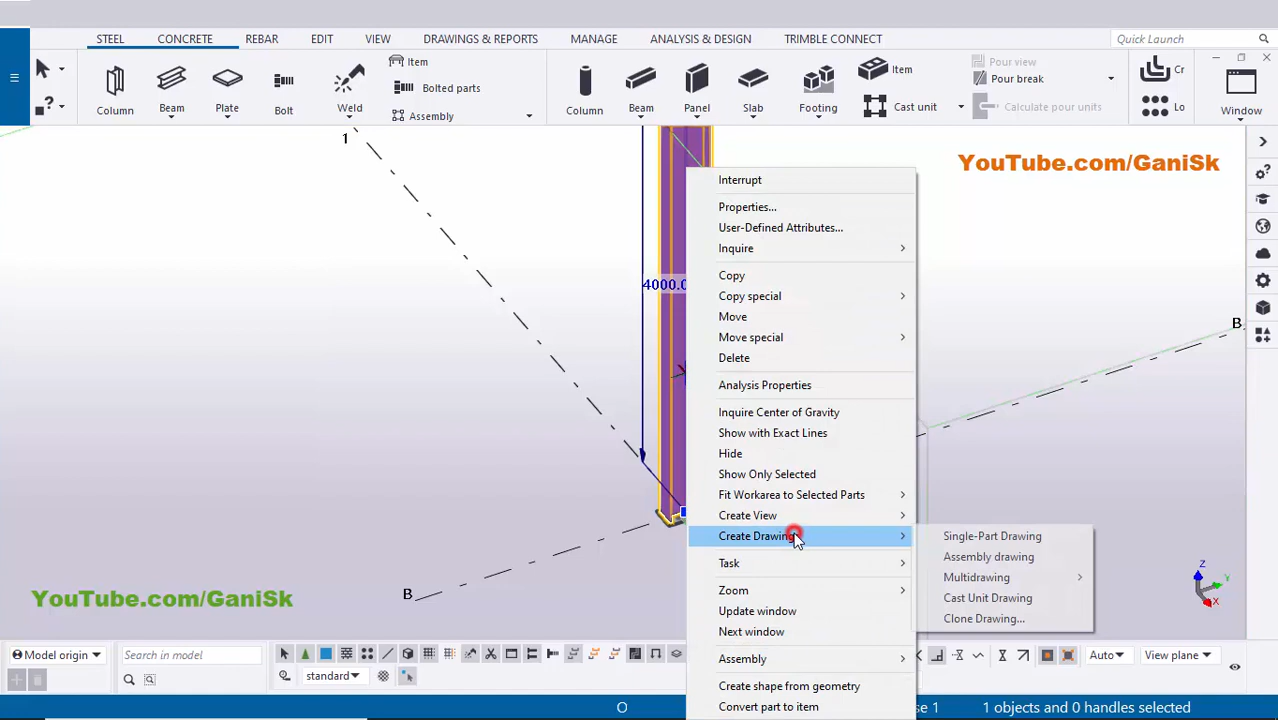 STEEL CONCRETE REBAR EDIT VIEW DRAWINGS & REPORTS MANAGE ANALYSIS & DESIGN TRIMBLE CONNECT Quick Launch
Item Item Pour view Cr
Bolted parts Pour break
Column Beam Plate Bolt Weld Column Beam Panel Slab Footing Cast unit Calculate pour units Lo Window
Assembly
1
YouTube.com/GaniSk
Interrupt
Properties...
User-Defined Attributes...
Inquire
Copy
4000.0
Copy special
Move
B
Move special
Delete
Analysis Properties
Inquire Center of Gravity
Show with Exact Lines
Hide
Show Only Selected
Fit Workarea to Selected Parts
Create View
Create Drawing Single-Part Drawing
Assembly drawing
Task
Multidrawing
Z
Y
X
B
Zoom
Cast Unit Drawing
YouTube.com/GaniSk
Update window
Clone Drawing...
Next window
Model origin Search in model Assembly Auto View plane
standard
Create shape from geometry
Convert part to item
O 1 objects and 0 handles selected